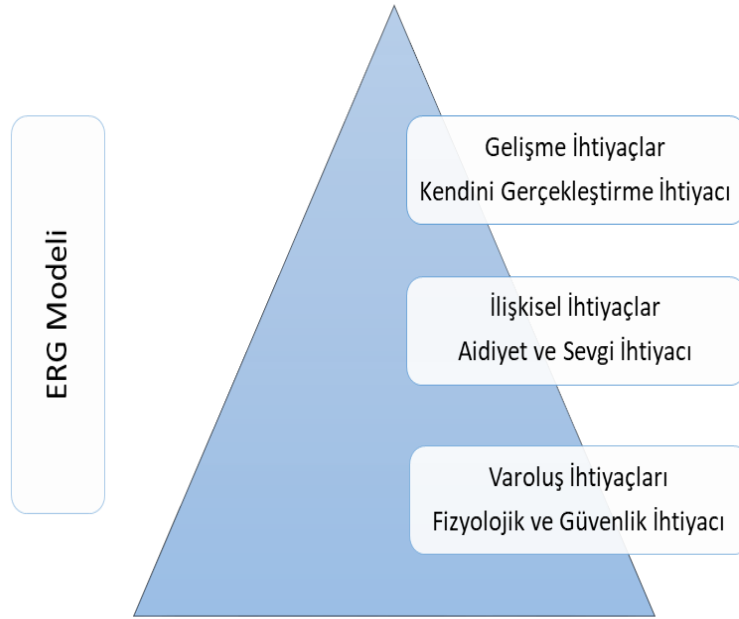 ERG Modeli
Gelişme İhtiyaçlar
Kendini Gerçekleştirme İhtiyacı
İlişkisel İhtiyaçlar
Aidiyet ve Sevgi İhtiyacı
Varoluş İhtiyaçları
Fizyolojik ve Güvenlik İhtiyacı